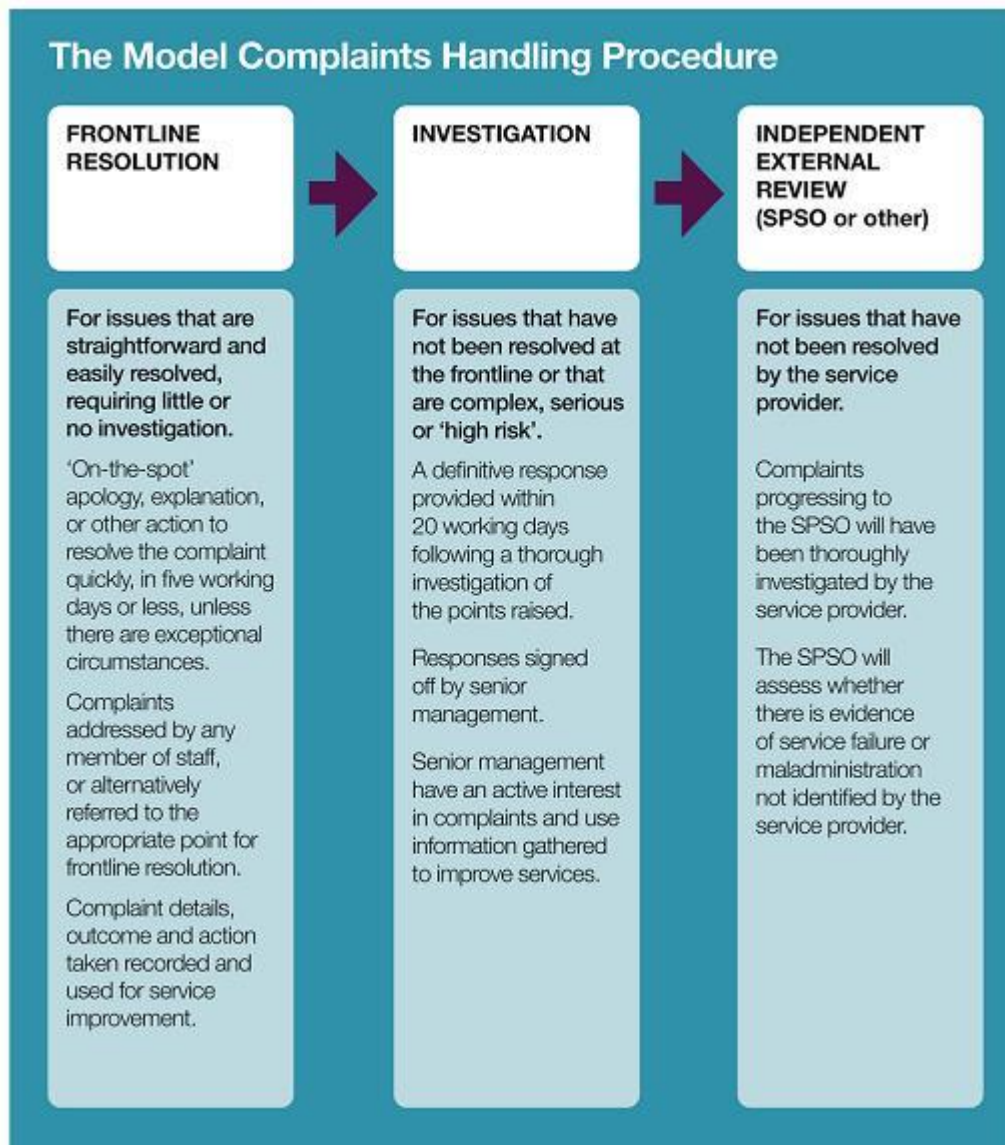 The Model Complaints Handling Procedure
FRONTLINE
RESOLUTION
INVESTIGATION
INDEPENDENT
EXTERNAL
REVIEW
(SPSO or other)
For issues that are
straightforward and
easily resolved,
requiring little or
no investigation.
‘On-the-spot’
apology, explanation,
or other action to
resolve the complaint
quickly, in five working
days or less, unless
there are exceptional
circumstances.
Complaints
addressed by any
member of staff,
or alternatively
referred to the
appropriate point for
frontline resolution.
Complaint details,
outcome and action
taken recorded and
used for service
improvement.
For issues that have
not been resolved at
the frontline or that
are complex, serious
or ‘high risk’.
A definitive response
provided within
20 working days
following a thorough
investigation of
the points raised.
Responses signed
off by senior
management.
Senior management
have an active interest
in complaints and use
information gathered
to improve services.
For issues that have
not been resolved
by the service
provider.
Complaints
progressing to
the SPSO will have
been thoroughly
investigated by the
service provider.
The SPSO will
assess whether
there is evidence
of service failure or
maladministration
not identified by the
service provider.